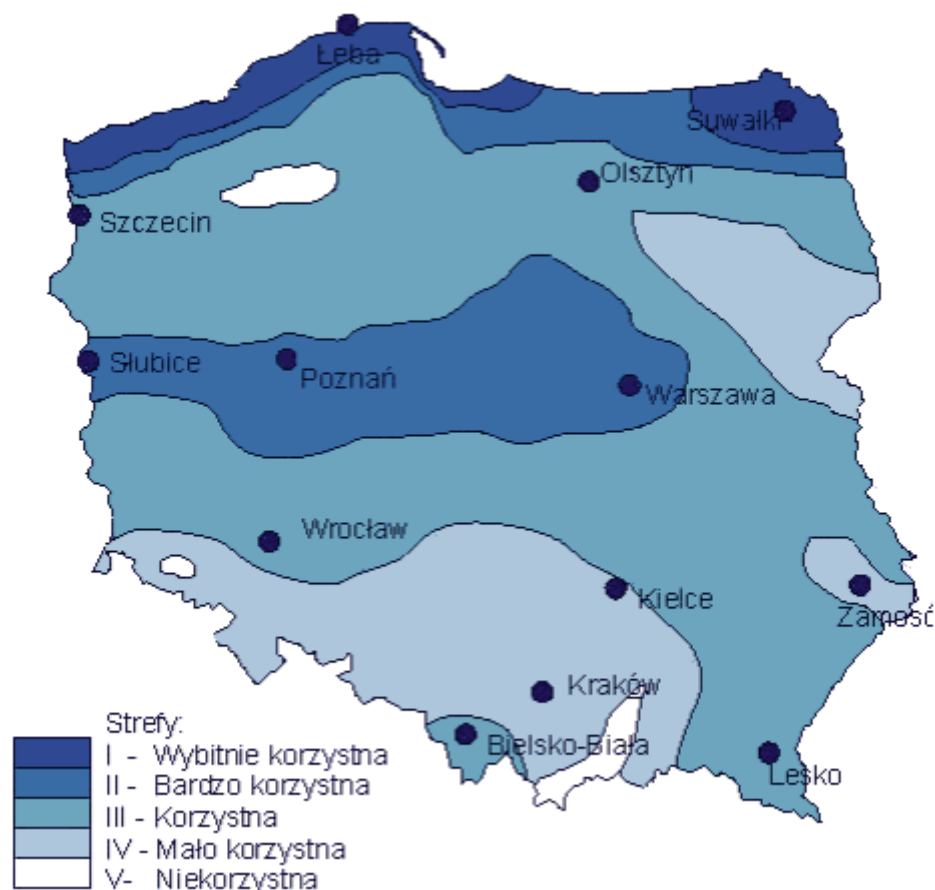 Łeba
Suwałki
Olsztyn
Szczecin
Słubice
Poznań
Warszawa
Wrocław
Kielce
Zamość
Kraków
Bielsko-Biała
Lesko
Strefy:
I - Wybitnie korzystna
II - Bardzo korzystna
III - Korzystna
IV - Mało korzystna
V- Niekorzystna